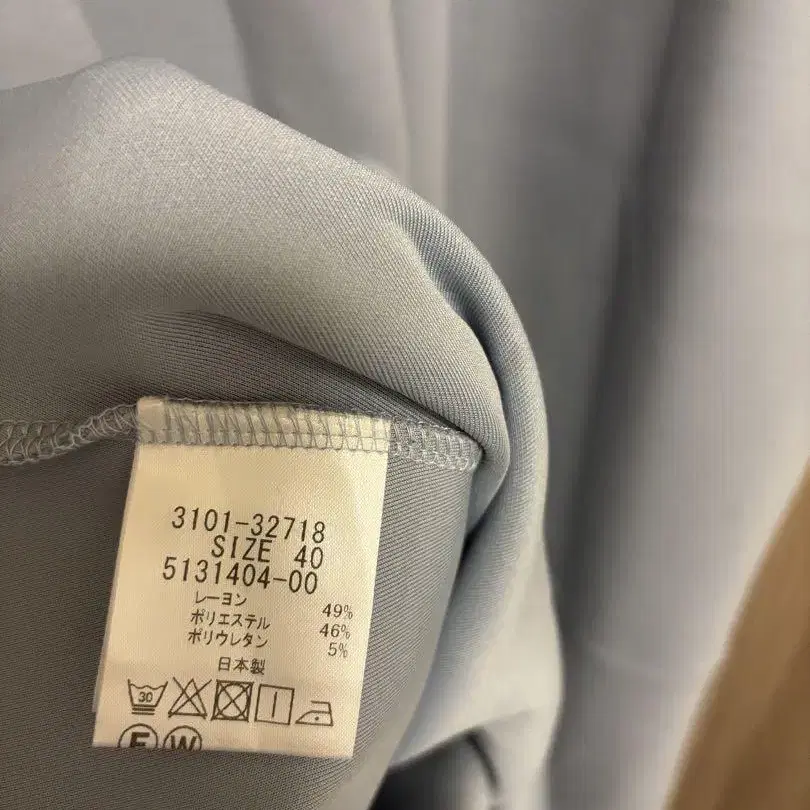 3101-32718
SIZE 40
5131404-00
レーヨン 49%
ポリエステル 46%
ポリウレタン 5%
日本製
30
F W